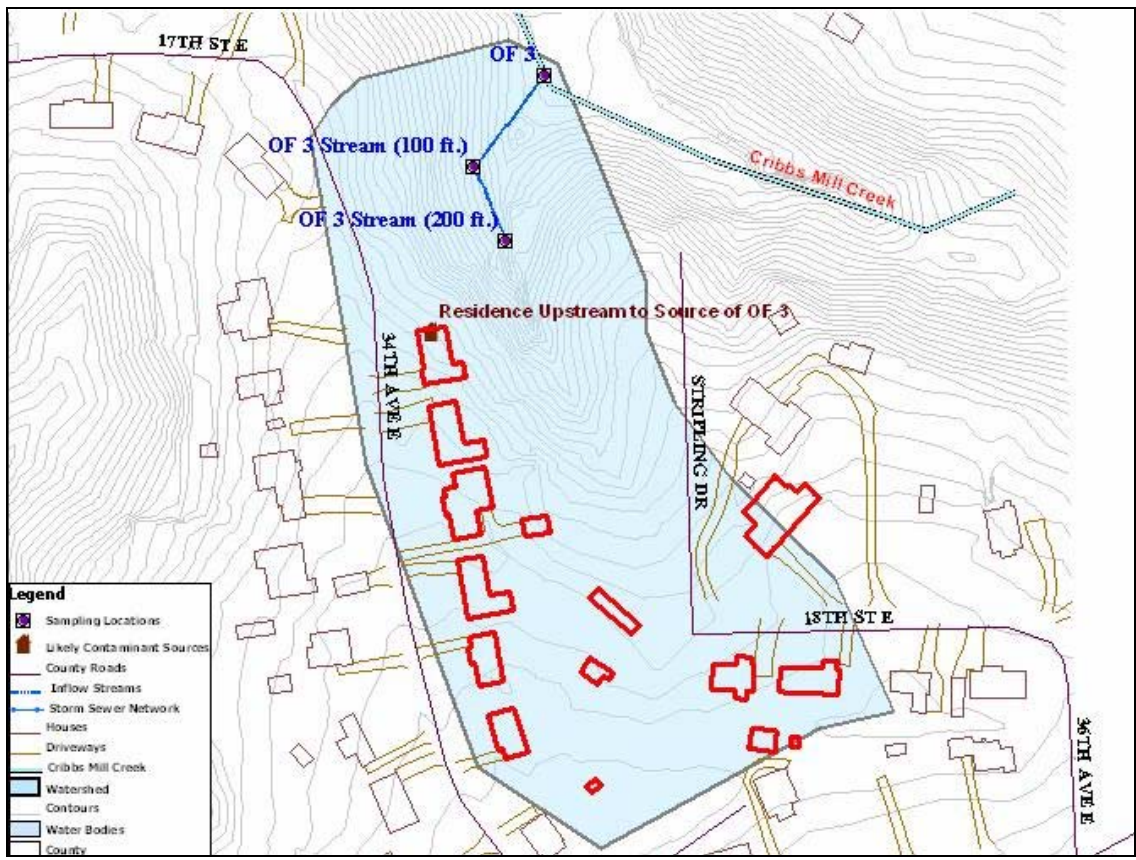 17TH ST E
OF 3
OF 3 Stream (100 ft.)
Cribbs Mill Creek
OF 3 Stream (200 ft.)
Residence Upstream to Source of OF-3
34TH AVE E
STRIPLING DR
18TH ST E
36TH AVE E
Legend
Sampling Locations
Likely Contaminant Sources
County Roads
Inflow Streams
Storm Sewer Network
Houses
Driveways
Cribbs Mill Creek
Watershed
Contours
Water Bodies
County